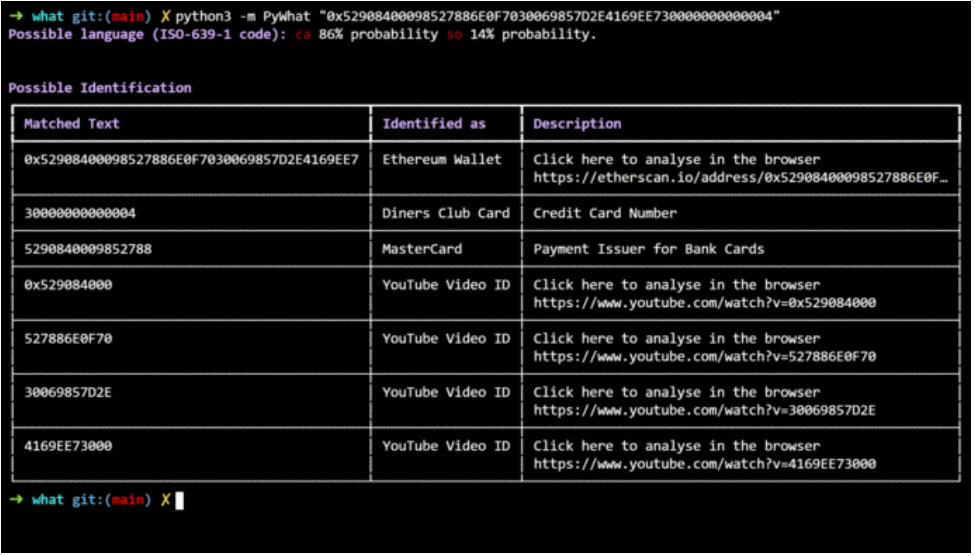 → what git:(main) ✗ python3 -m PyWhat "0x52908400098527886E0F7030069857D2E4169EE730000000000004"
Possible language (ISO-639-1 code): ca 86% probability so 14% probability.
Possible Identification
Matched Text Identified as Description
0x52908400098527886E0F7030069857D2E4169EE7 Ethereum Wallet Click here to analyse in the browser
https://etherscan.io/address/0x52908400098527886E0F…
30000000000004 Diners Club Card Credit Card Number
5290840009852788 MasterCard Payment Issuer for Bank Cards
0x529084000 YouTube Video ID Click here to analyse in the browser
https://www.youtube.com/watch?v=0x529084000
527886E0F70 YouTube Video ID Click here to analyse in the browser
https://www.youtube.com/watch?v=527886E0F70
30069857D2E YouTube Video ID Click here to analyse in the browser
https://www.youtube.com/watch?v=30069857D2E
4169EE73000 YouTube Video ID Click here to analyse in the browser
https://www.youtube.com/watch?v=4169EE73000
→ what git:(main) ✗